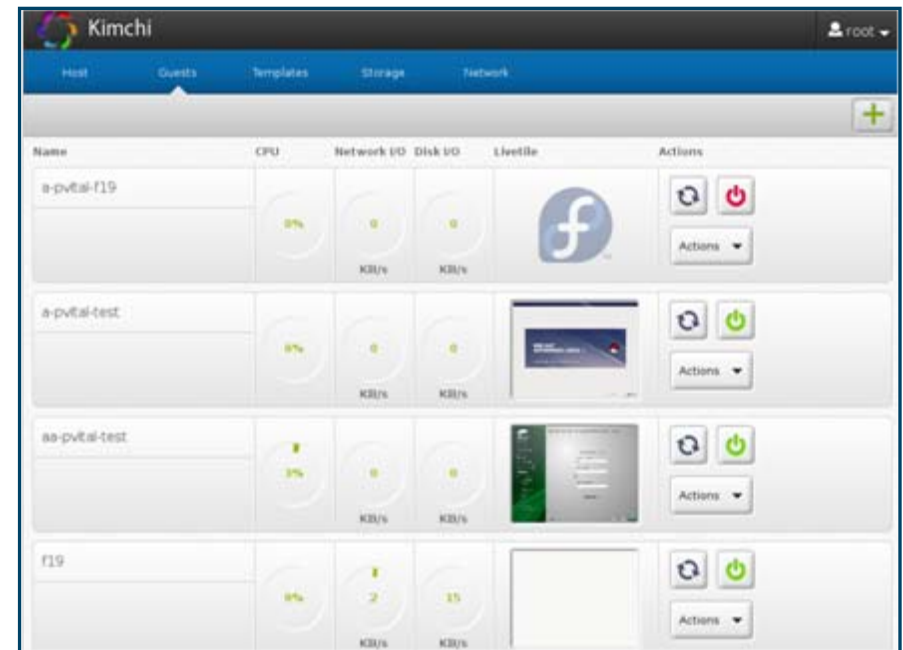 Kimchi
root
Host Guests Templates Storage Network
Name CPU Network I/O Disk I/O Livetile Actions
a-pvital-f19
0% 0 0
KB/s KB/s
Actions
a-pvital-test
0% 0 0
KB/s KB/s
Actions
aa-pvital-test
3% 0 0
KB/s KB/s
Actions
f19
0% 2 15
KB/s KB/s
Actions